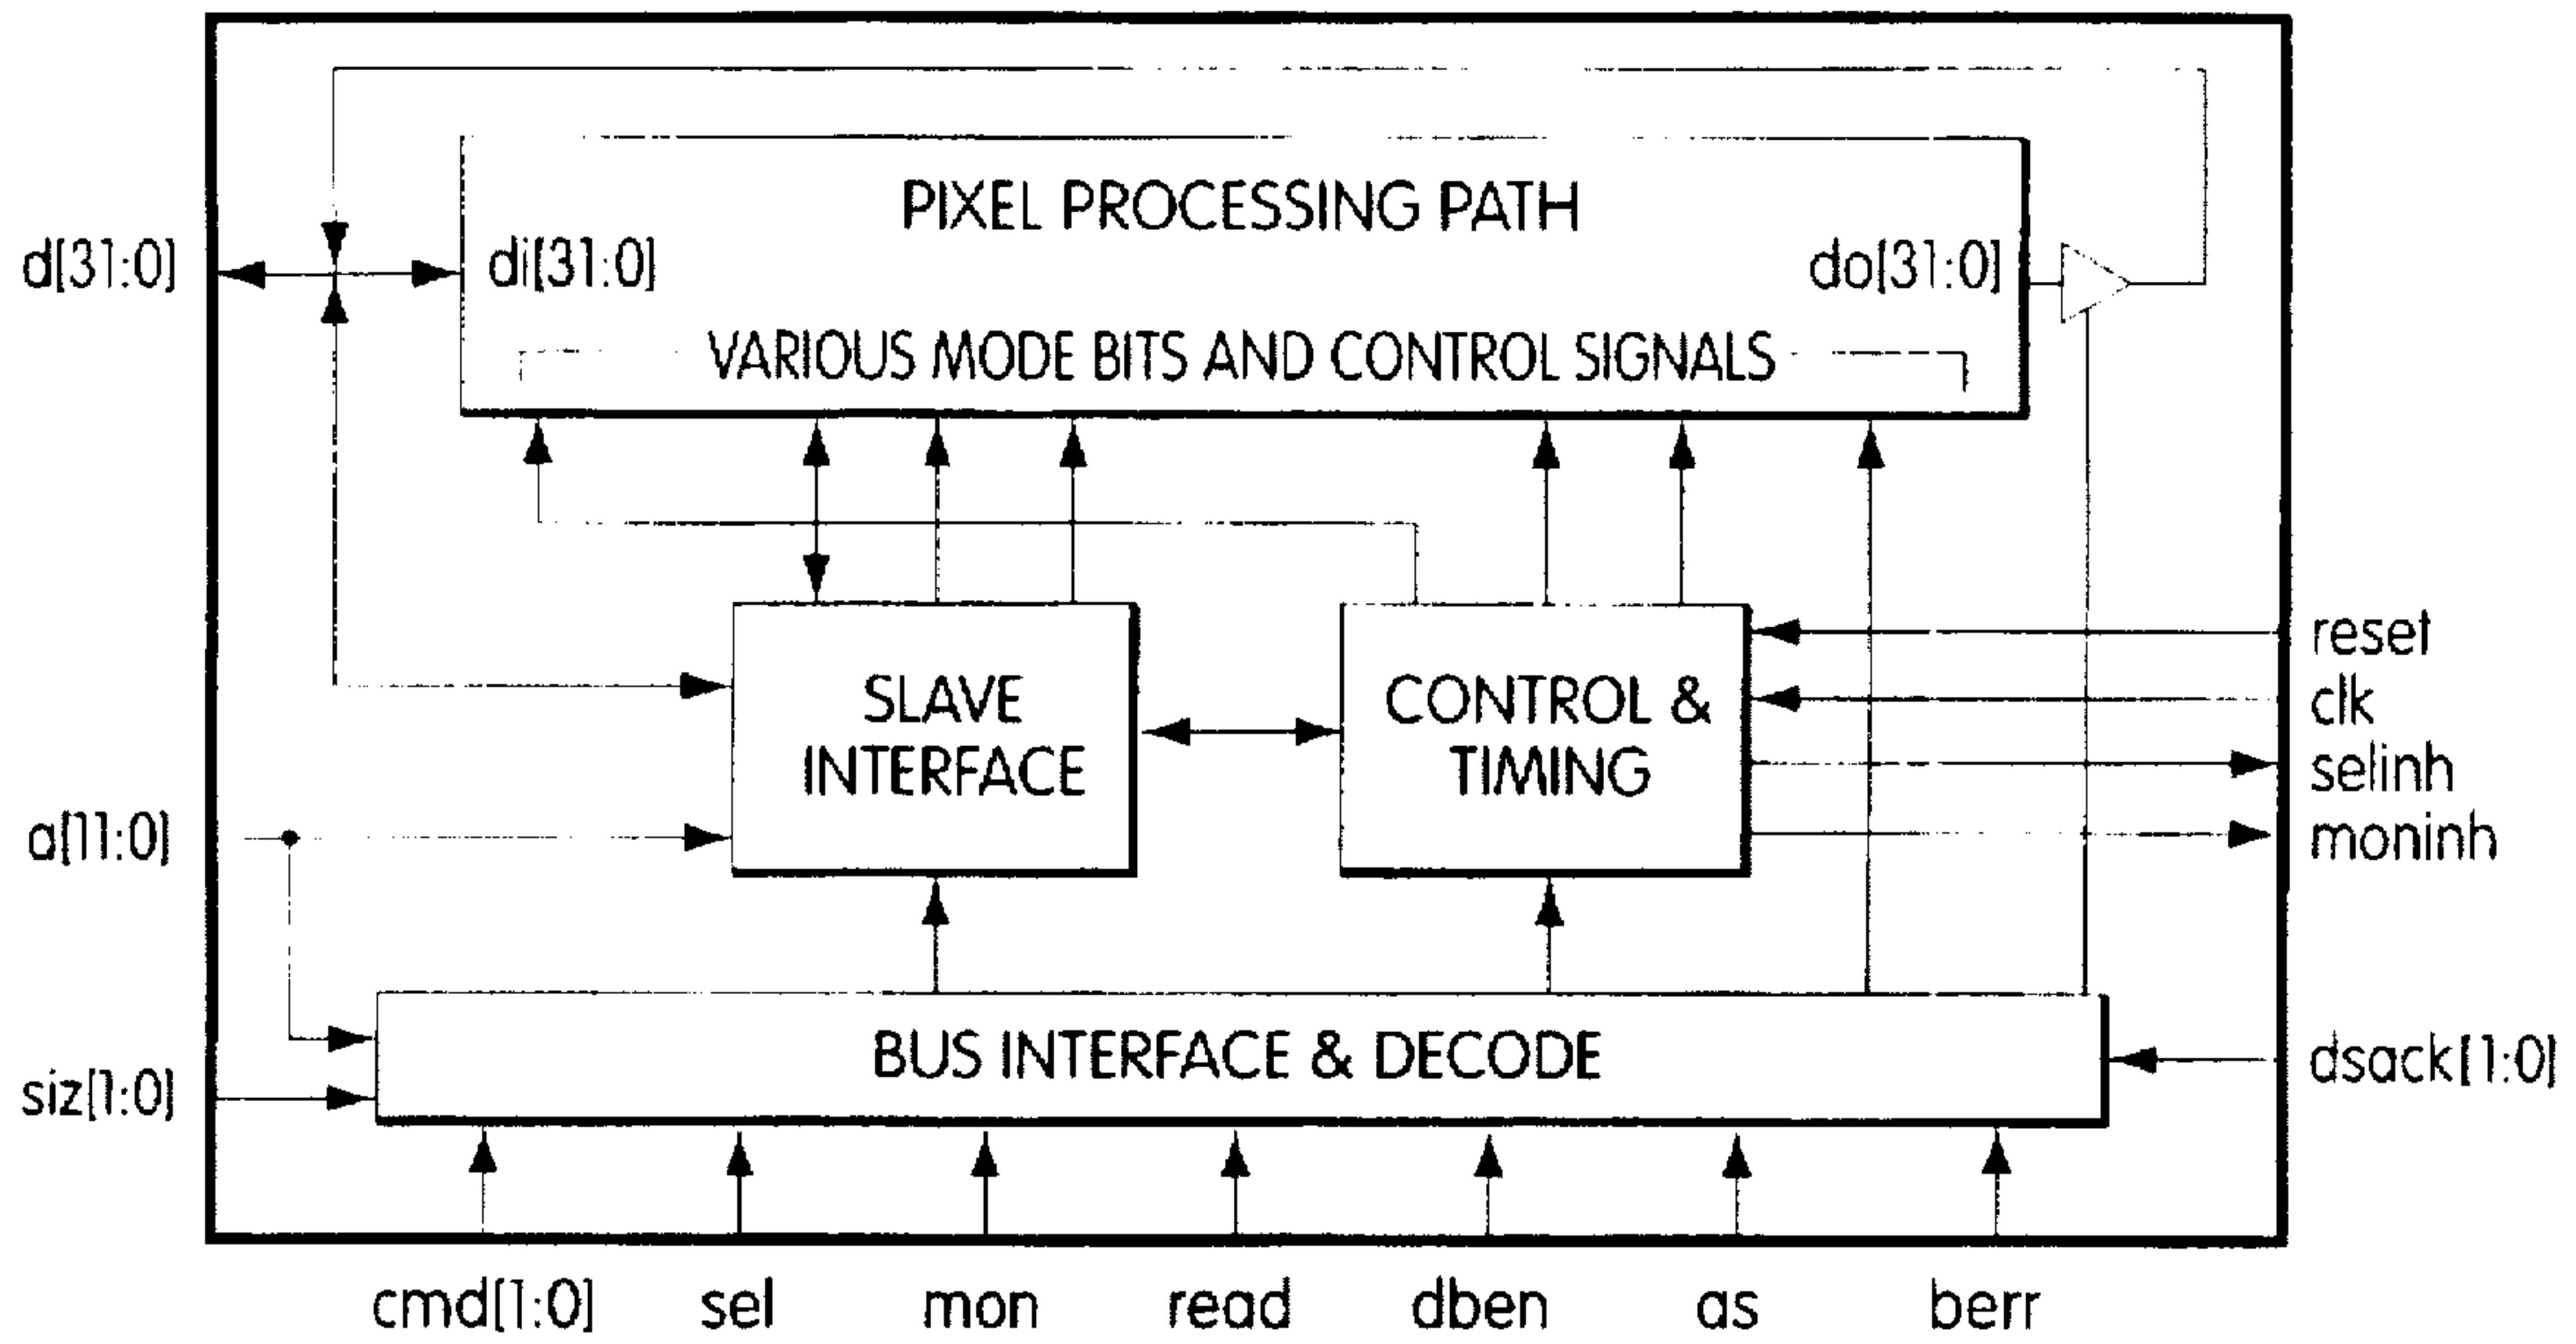 PIXEL PROCESSING PATH
d[31:0]
di[31:0]
do[31:0]
VARIOUS MODE BITS AND CONTROL SIGNALS
reset
SLAVE
INTERFACE
CONTROL &
TIMING
clk
selinh
a[11:0]
moninh
BUS INTERFACE & DECODE
siz[1:0]
dsack[1:0]
cmd[1:0]
sel
mon
read
dben
as
berr